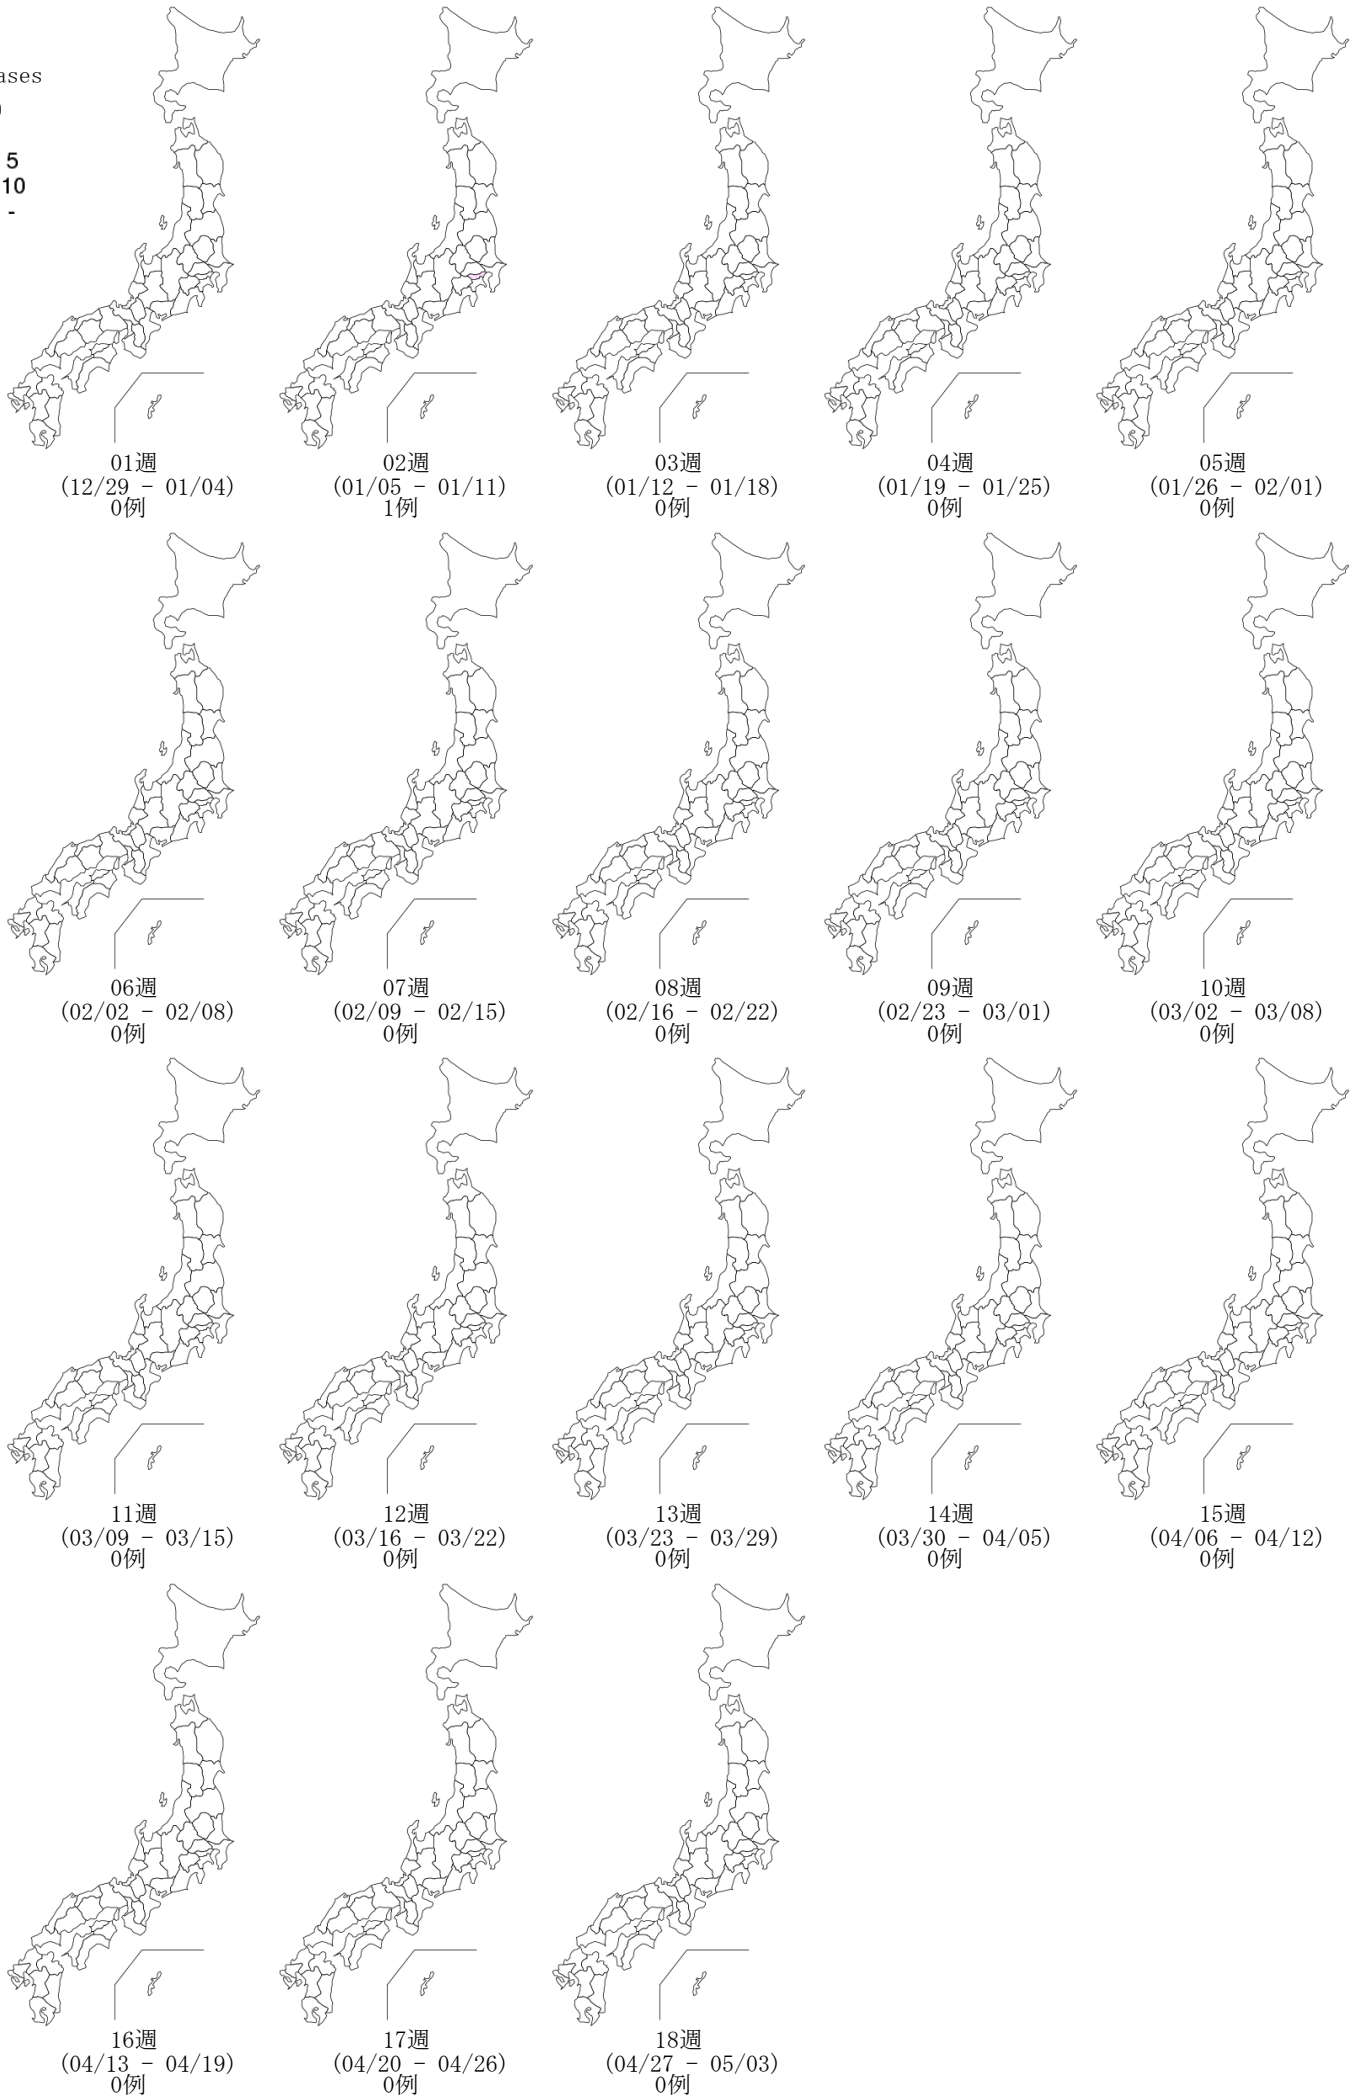 ases
5
10
-
01週
(12/29 - 01/04)
0例
02週
(01/05 - 01/11)
1例
03週
(01/12 - 01/18)
0例
04週
(01/19 - 01/25)
0例
05週
(01/26 - 02/01)
0例
06週
(02/02 - 02/08)
0例
07週
(02/09 - 02/15)
0例
08週
(02/16 - 02/22)
0例
09週
(02/23 - 03/01)
0例
10週
(03/02 - 03/08)
0例
11週
(03/09 - 03/15)
0例
12週
(03/16 - 03/22)
0例
13週
(03/23 - 03/29)
0例
14週
(03/30 - 04/05)
0例
15週
(04/06 - 04/12)
0例
16週
(04/13 - 04/19)
0例
17週
(04/20 - 04/26)
0例
18週
(04/27 - 05/03)
0例